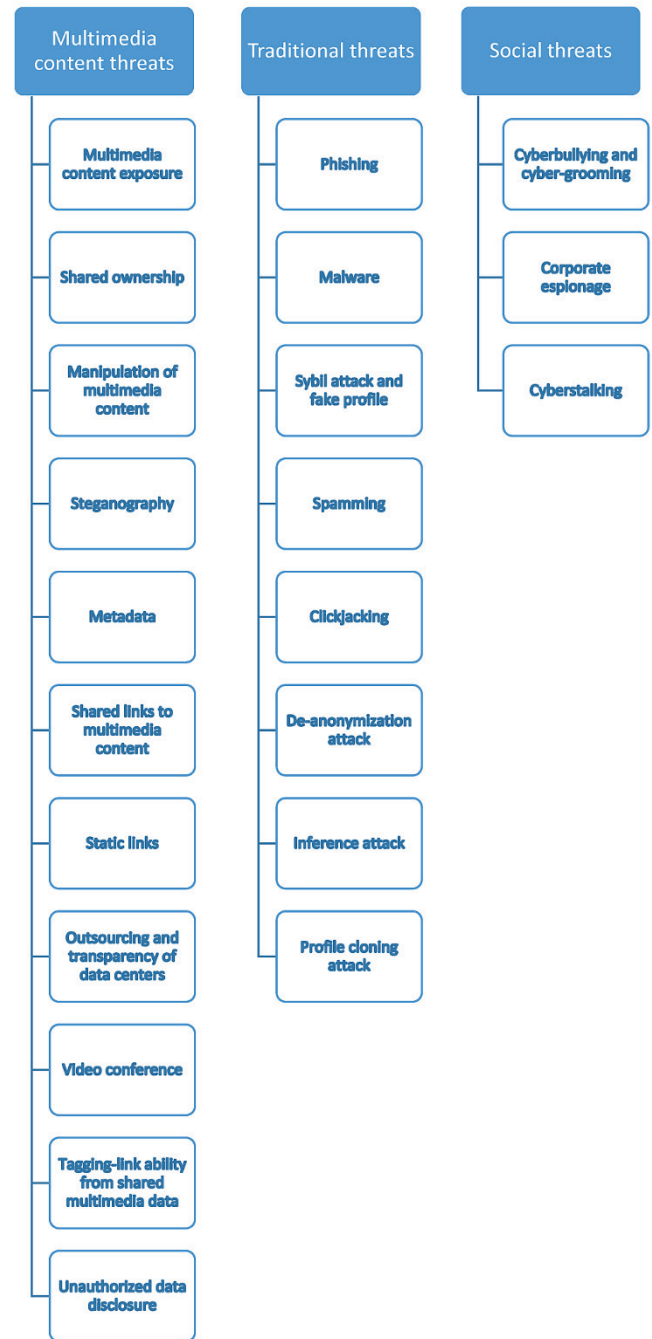 Multimedia
content threats
Multimedia
content exposure
Shared ownership
Manipulation of
multimedia
content
Steganography
Metadata
Shared links to
multimedia
content
Static links
Outsourcing and
transparency of
data centers
Video conference
Tagging-link ability
from shared
multimedia data
Unauthorized data
disclosure
Traditional threats
Phishing
Malware
Sybil attack and
fake profile
Spamming
Clickjacking
De-anonymization
attack
Inference attack
Profile cloning
attack
Social threats
Cyberbullying and
cyber-grooming
Corporate
espionage
Cyberstalking